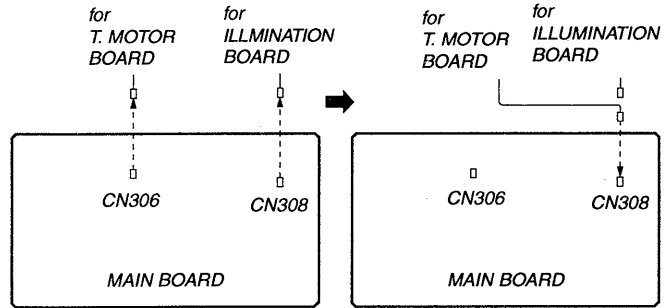 for
T. MOTOR
BOARD
for
ILLMINATION
BOARD
CN306
CN308
MAIN BOARD
for
T. MOTOR
BOARD
for
ILLUMINATION
BOARD
CN306
CN308
MAIN BOARD